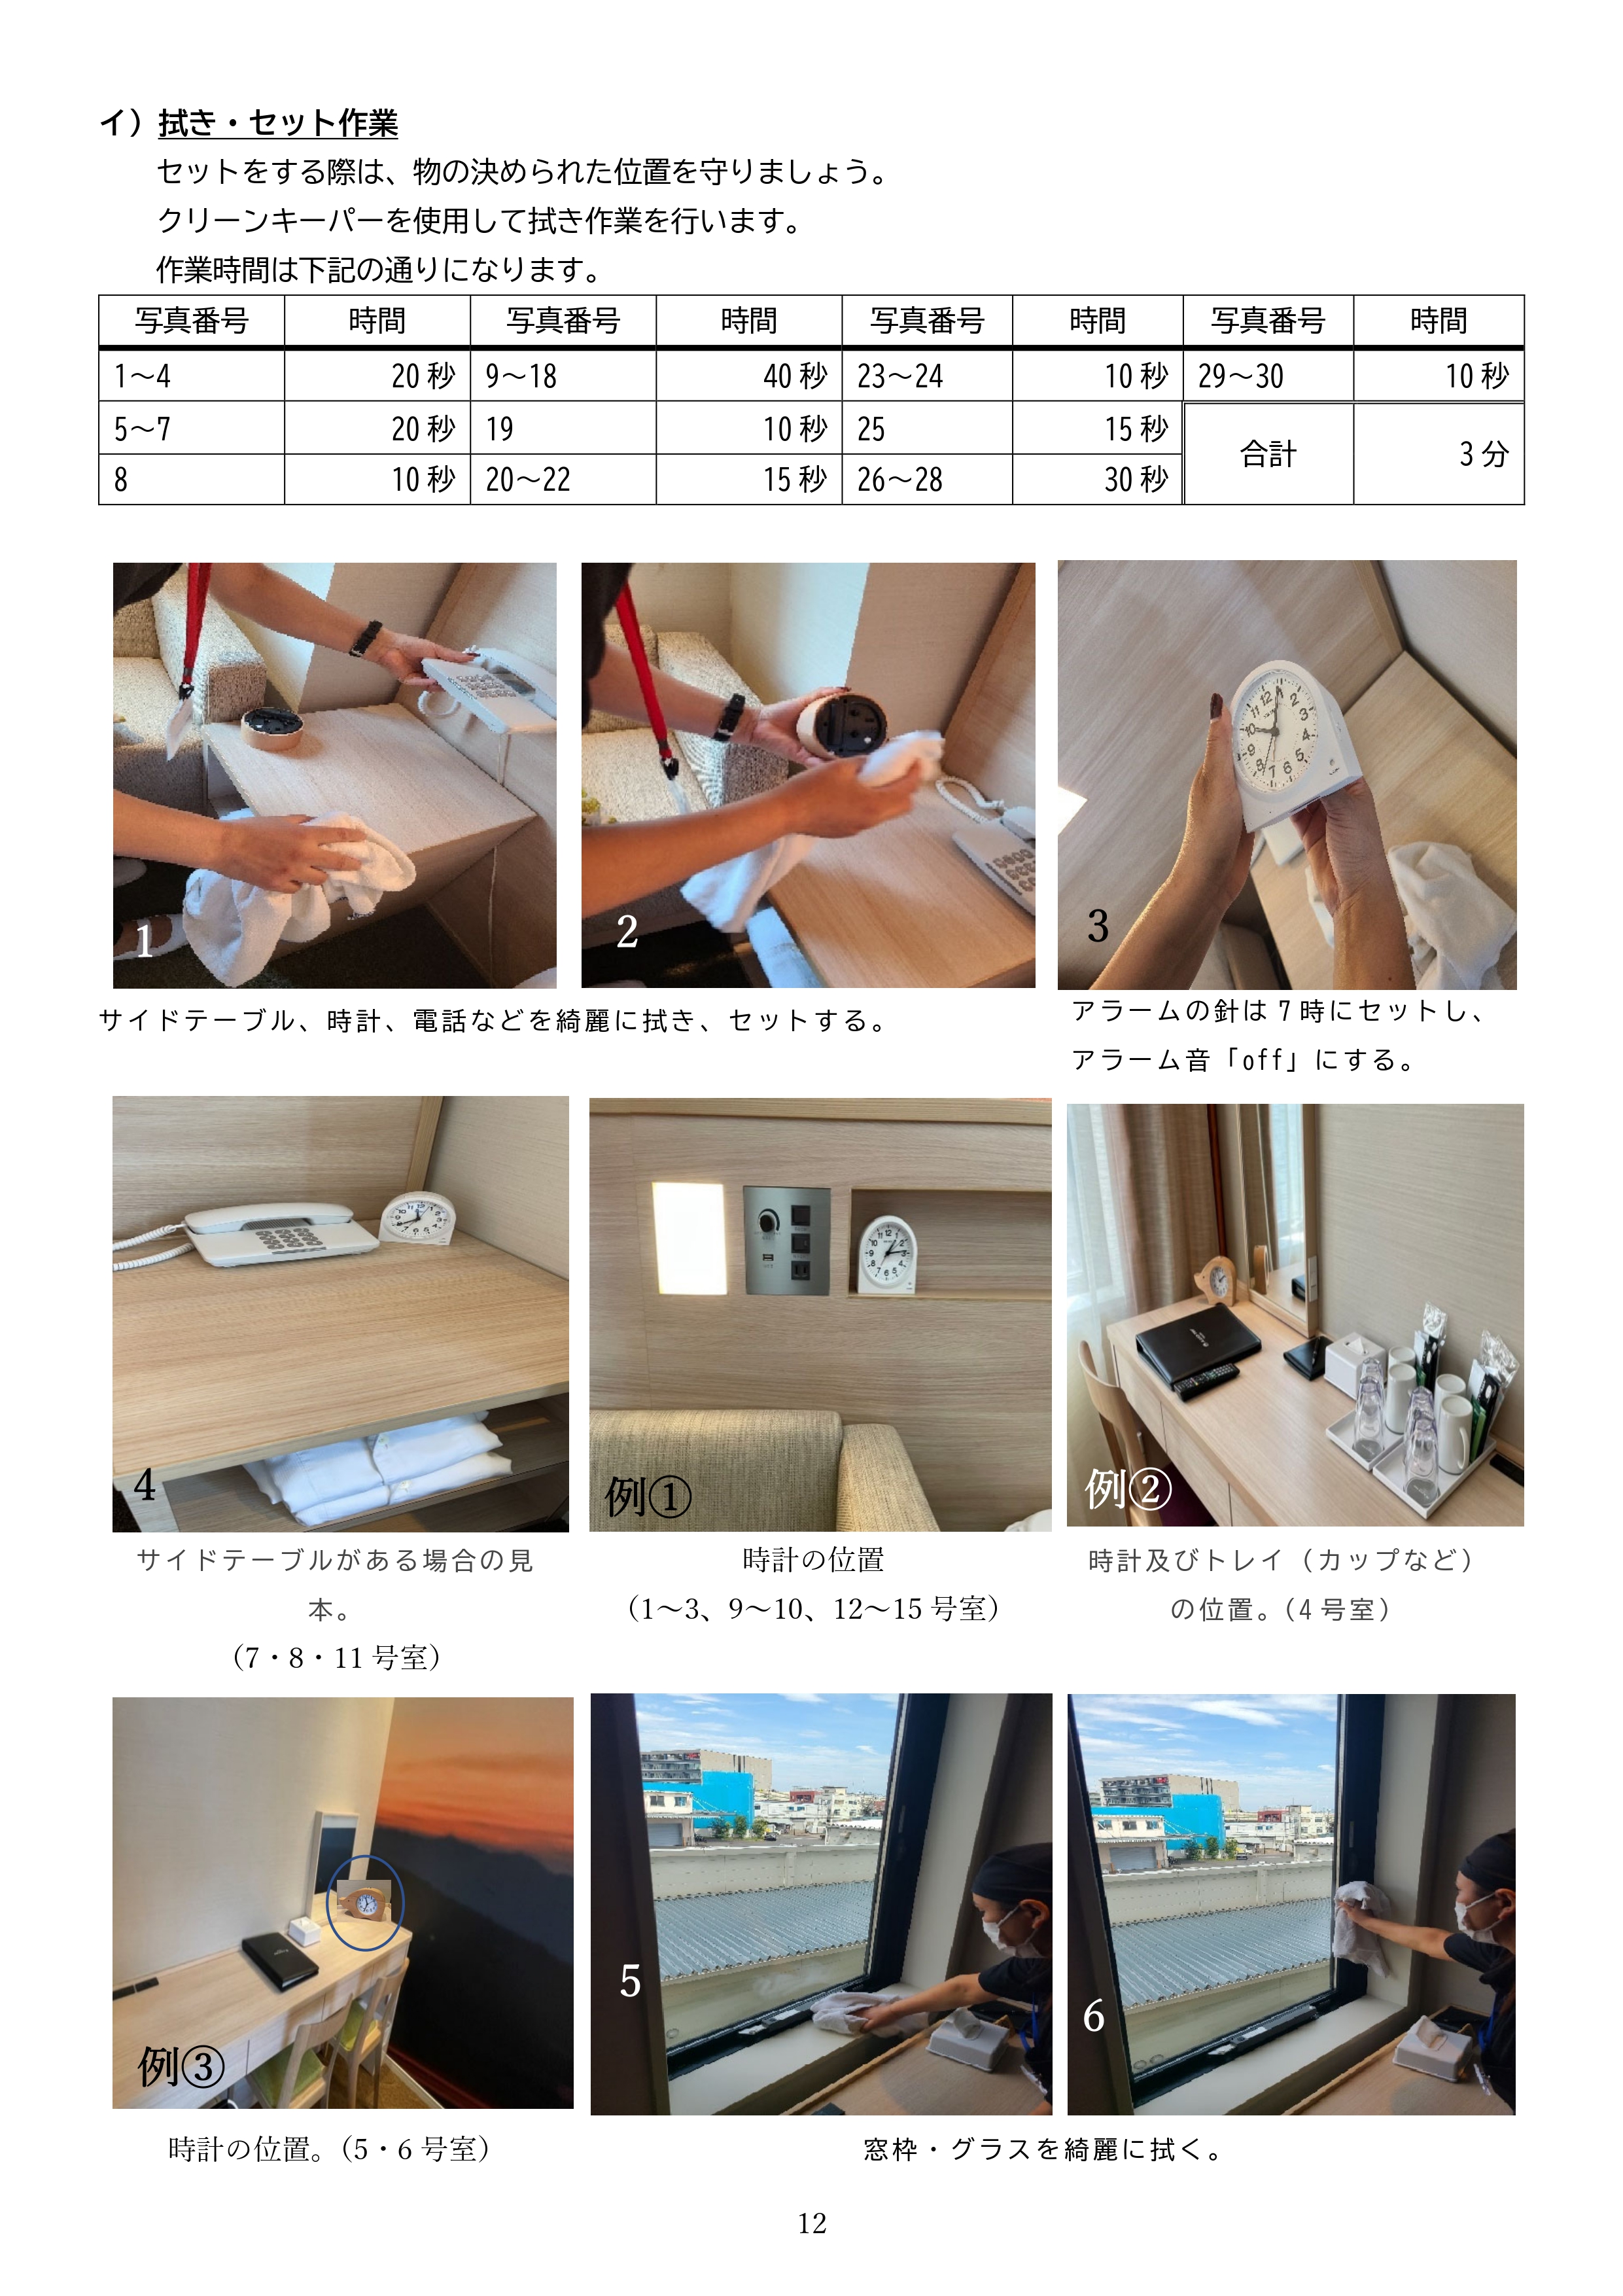 イ）拭き・セット作業
セットをする際は、物の決められた位置を守りましょう。
クリーンキーパーを使用して拭き作業を行います。
作業時間は下記の通りになります。
写真番号 時間 写真番号 時間 写真番号 時間 写真番号 時間
1～4 20 秒 9～18 40 秒 23～24 10 秒 29～30 10 秒
5～7 20 秒 19 10 秒 25 15 秒 合計 3 分
8 10 秒 20～22 15 秒 26～28 30 秒
1
2
3
サイドテーブル、時計、電話などを綺麗に拭き、セットする。
アラームの針は 7 時にセットし、
アラーム音「off」にする。
4
例①
例②
サイドテーブルがある場合の見
本。
（7・8・11 号室）
時計の位置
（1～3、9～10、12～15 号室）
時計及びトレイ（カップなど）
の位置。（4 号室）
例③
5
6
時計の位置。（5・6 号室）
窓枠・グラスを綺麗に拭く。
12